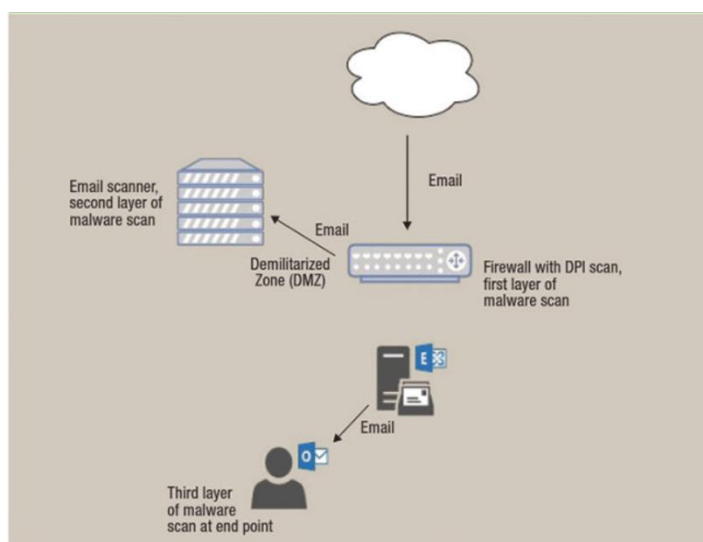 Email
Email scanner,
second layer of
malware scan
Email
Demilitarized
Zone (DMZ)
Firewall with DPI scan,
first layer of
malware scan
E
Email
O
Third layer
of malware
scan at end point